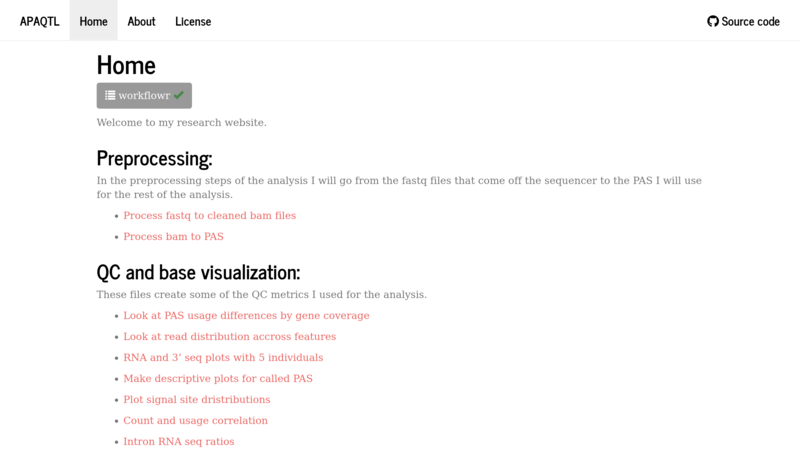 APAQTL Home About License Source code
Home
workflowr
Welcome to my research website.
Preprocessing:
In the preprocessing steps of the analysis I will go from the fastq files that come off the sequencer to the PAS I will use
for the rest of the analysis.
• Process fastq to cleaned bam files
• Process bam to PAS
QC and base visualization:
These files create some of the QC metrics I used for the analysis.
• Look at PAS usage differences by gene coverage
• Look at read distribution accross features
• RNA and 3’ seq plots with 5 individuals
• Make descriptive plots for called PAS
• Plot signal site dristributions
• Count and usage correlation
• Intron RNA seq ratios